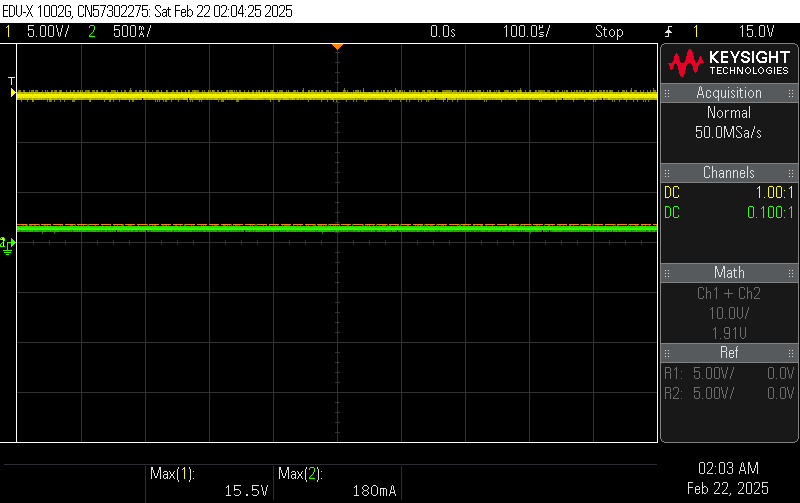 EDU-X 1002G, CN57302275: Sat Feb 22 02:04:25 2025
1 5.00V/ 2 500%/ 0.0s 100.0%/ Stop 1 15.0V
KEYSIGHT
TECHNOLOGIES
Acquisition
Normal
50.0MSa/s
Channels
DC 1.00:1
DC 0.100:1
Math
Ch1 + Ch2
10.0V/
1.91U
Ref
R1: 5.00V/ 0.0V
R2: 5.00V/ 0.0V
T
2
Max(1): Max(2):
15.5V 180mA
02:03 AM
Feb 22, 2025